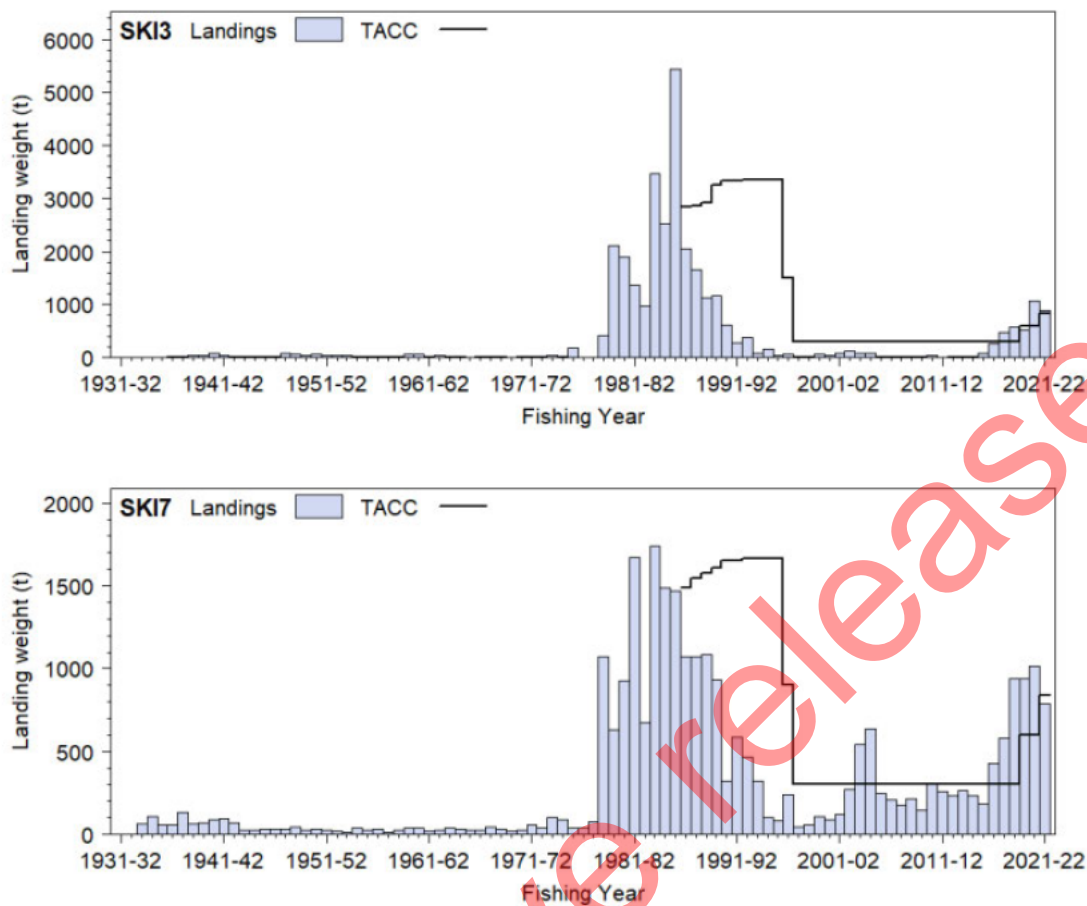 SKI3 Landings TACC
Landing weight (t)
6000
5000
4000
3000
2000
1000
0
1931-32 1941-42 1951-52 1961-62 1971-72 1981-82 1991-92 2001-02 2011-12 2021-22
Fishing Year
SKI7 Landings TACC
Landing weight (t)
2000
1500
1000
500
0
1931-32 1941-42 1951-52 1961-62 1971-72 1981-82 1991-92 2001-02 2011-12 2021-22
Fishing Year
ve release